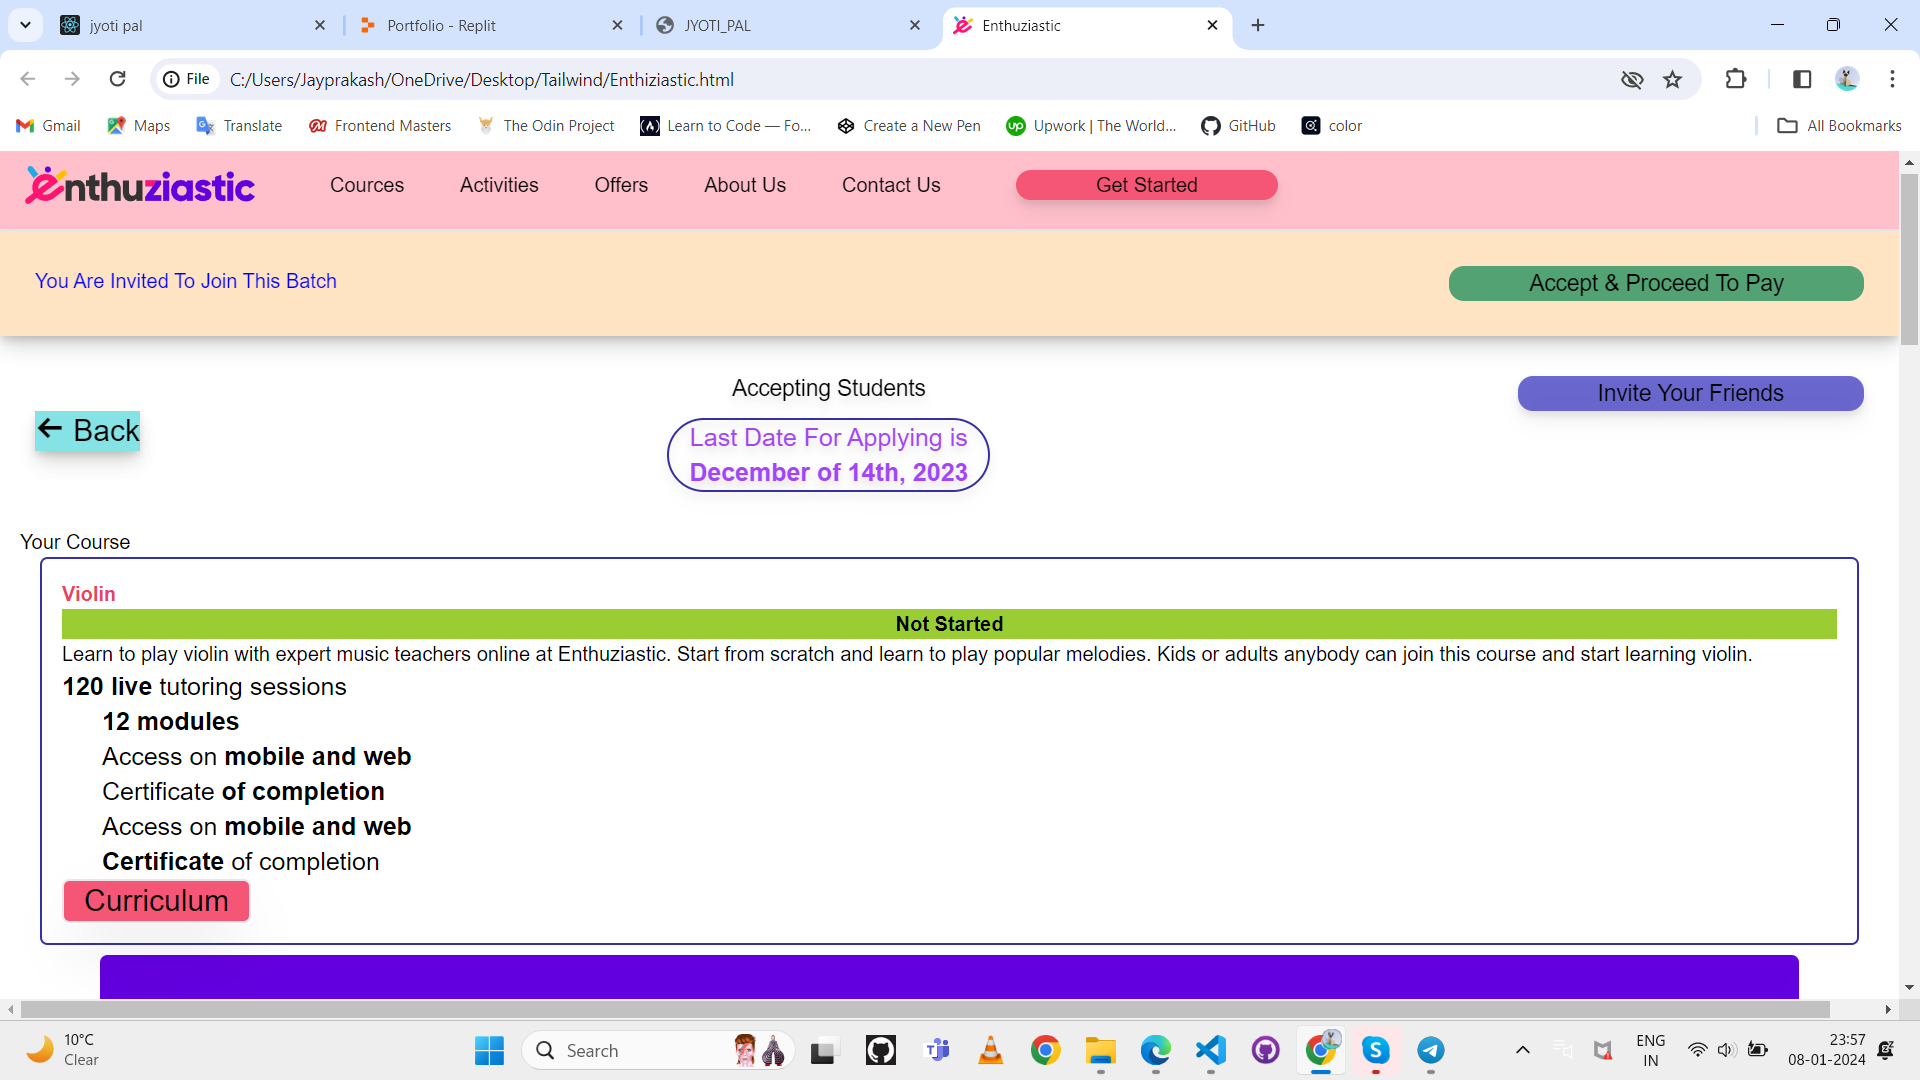 jyoti pal
Portfolio - Replit
JYOTI_PAL
Enthuziastic
File
C:/Users/Jayprakash/OneDrive/Desktop/Tailwind/Enthiziastic.html
Gmail
Maps
Translate
Frontend Masters
The Odin Project
Learn to Code — Fo...
Create a New Pen
Upwork | The World...
GitHub
color
All Bookmarks
enthuziastic
Cources
Activities
Offers
About Us
Contact Us
Get Started
You Are Invited To Join This Batch
Accept & Proceed To Pay
Accepting Students
Invite Your Friends
Back
Last Date For Applying is
December of 14th, 2023
Your Course
Violin
Not Started
Learn to play violin with expert music teachers online at Enthuziastic. Start from scratch and learn to play popular melodies. Kids or adults anybody can join this course and start learning violin.
120 live tutoring sessions
12 modules
Access on mobile and web
Certificate of completion
Access on mobile and web
Certificate of completion
Curriculum
10°C
Clear
Search
ENG
IN
23:57
08-01-2024